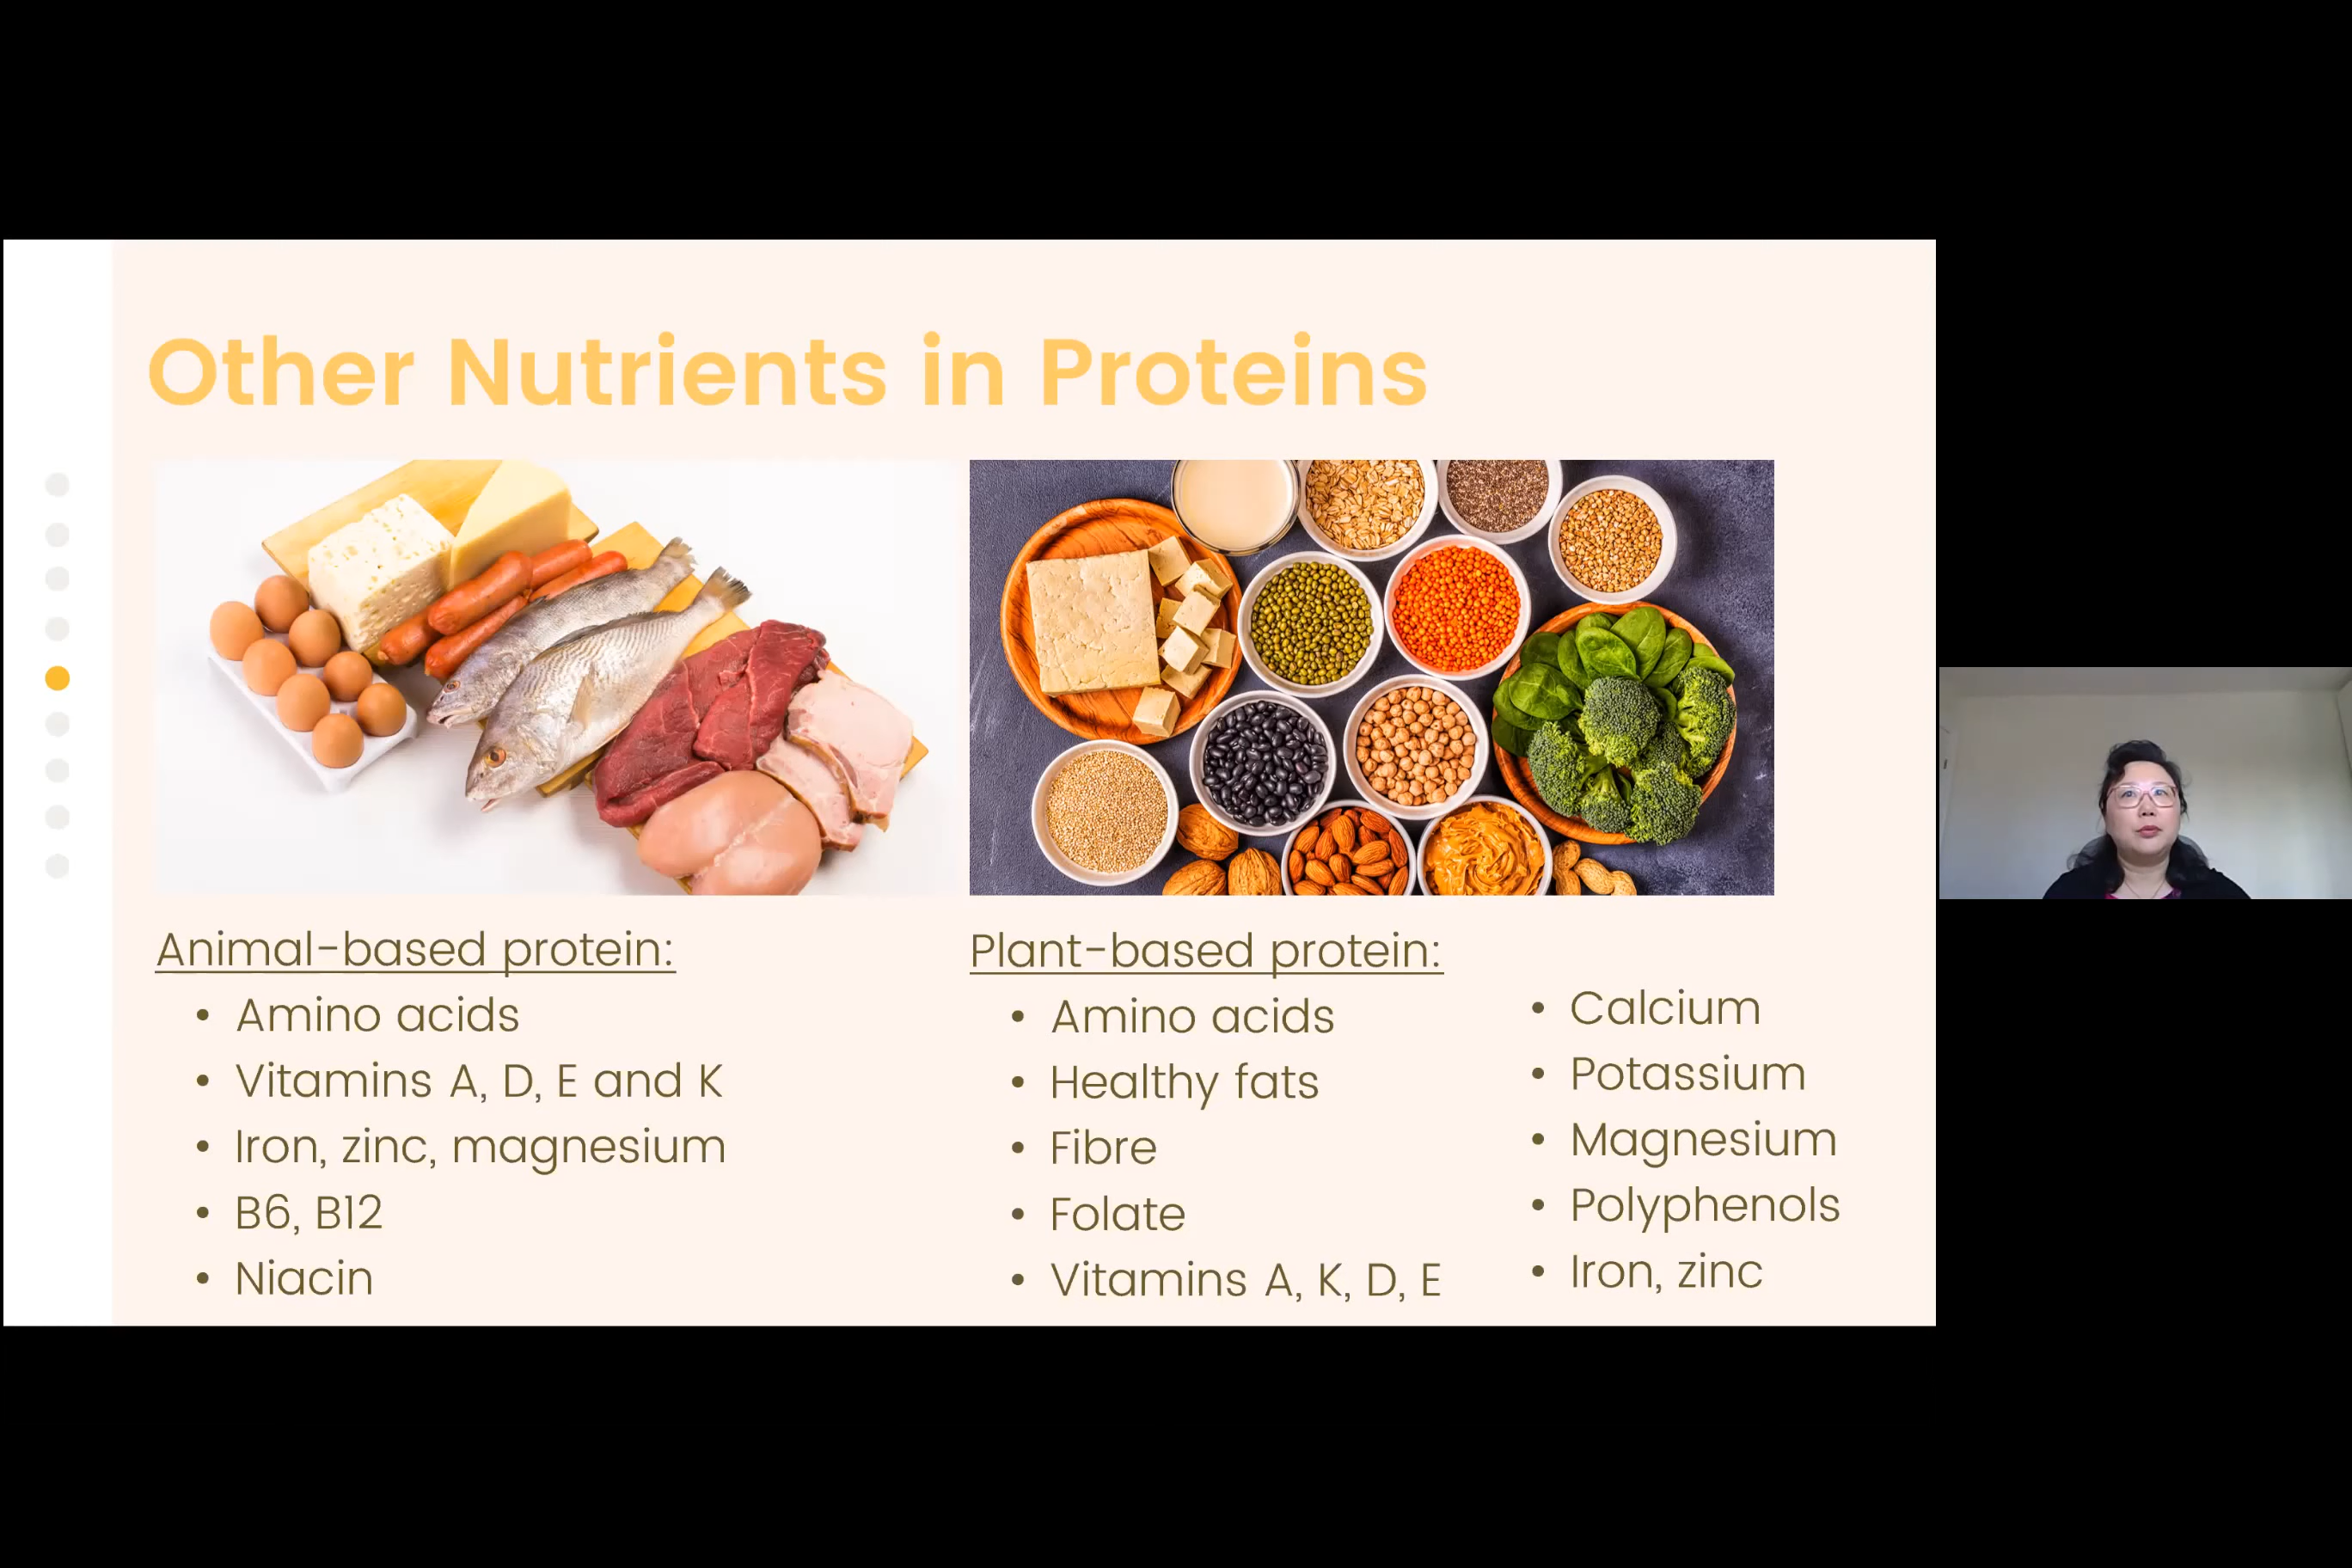 Other Nutrients in Proteins
Animal-based protein:
• Amino acids
• Vitamins A, D, E and K
• Iron, zinc, magnesium
• B6, B12
• Niacin
Plant-based protein:
• Amino acids
• Healthy fats
• Fibre
• Folate
• Vitamins A, K, D, E
• Calcium
• Potassium
• Magnesium
• Polyphenols
• Iron, zinc